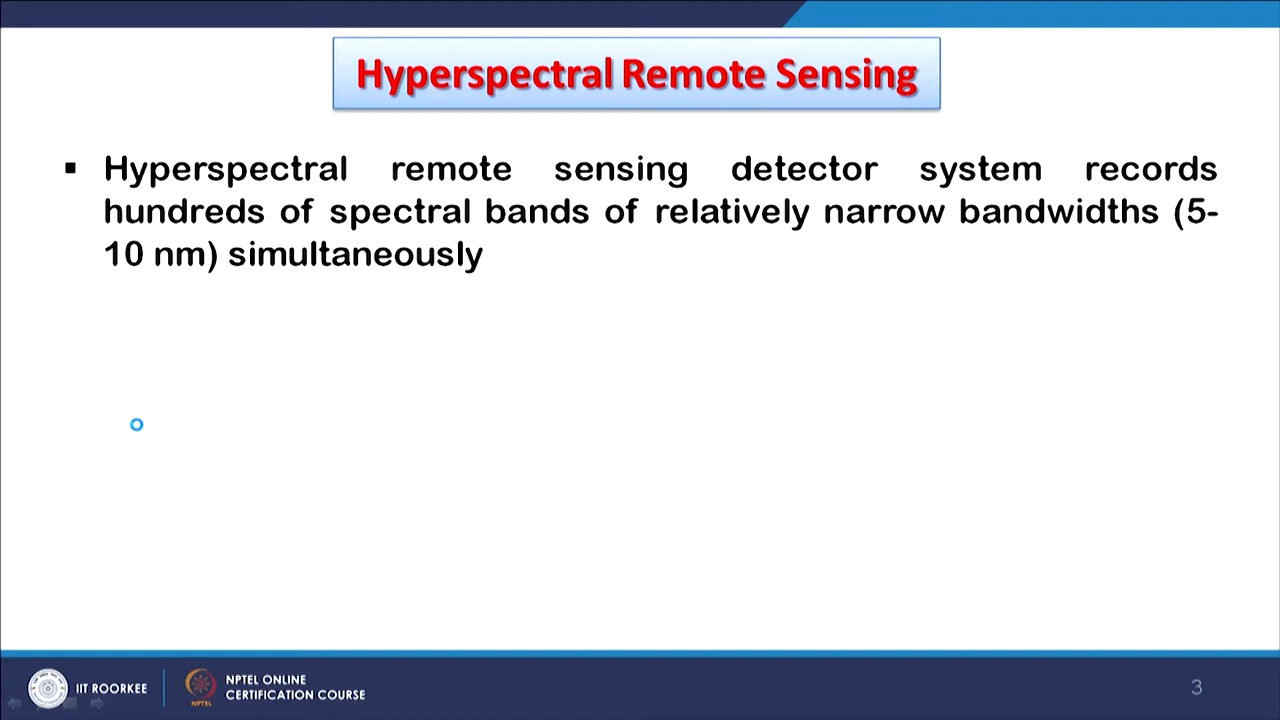 Hyperspectral Remote Sensing
▪ Hyperspectral remote sensing detector system records
hundreds of spectral bands of relatively narrow bandwidths (5-
10 nm) simultaneously
IIT ROORKEE
NPTEL
NPTEL ONLINE
CERTIFICATION COURSE
3